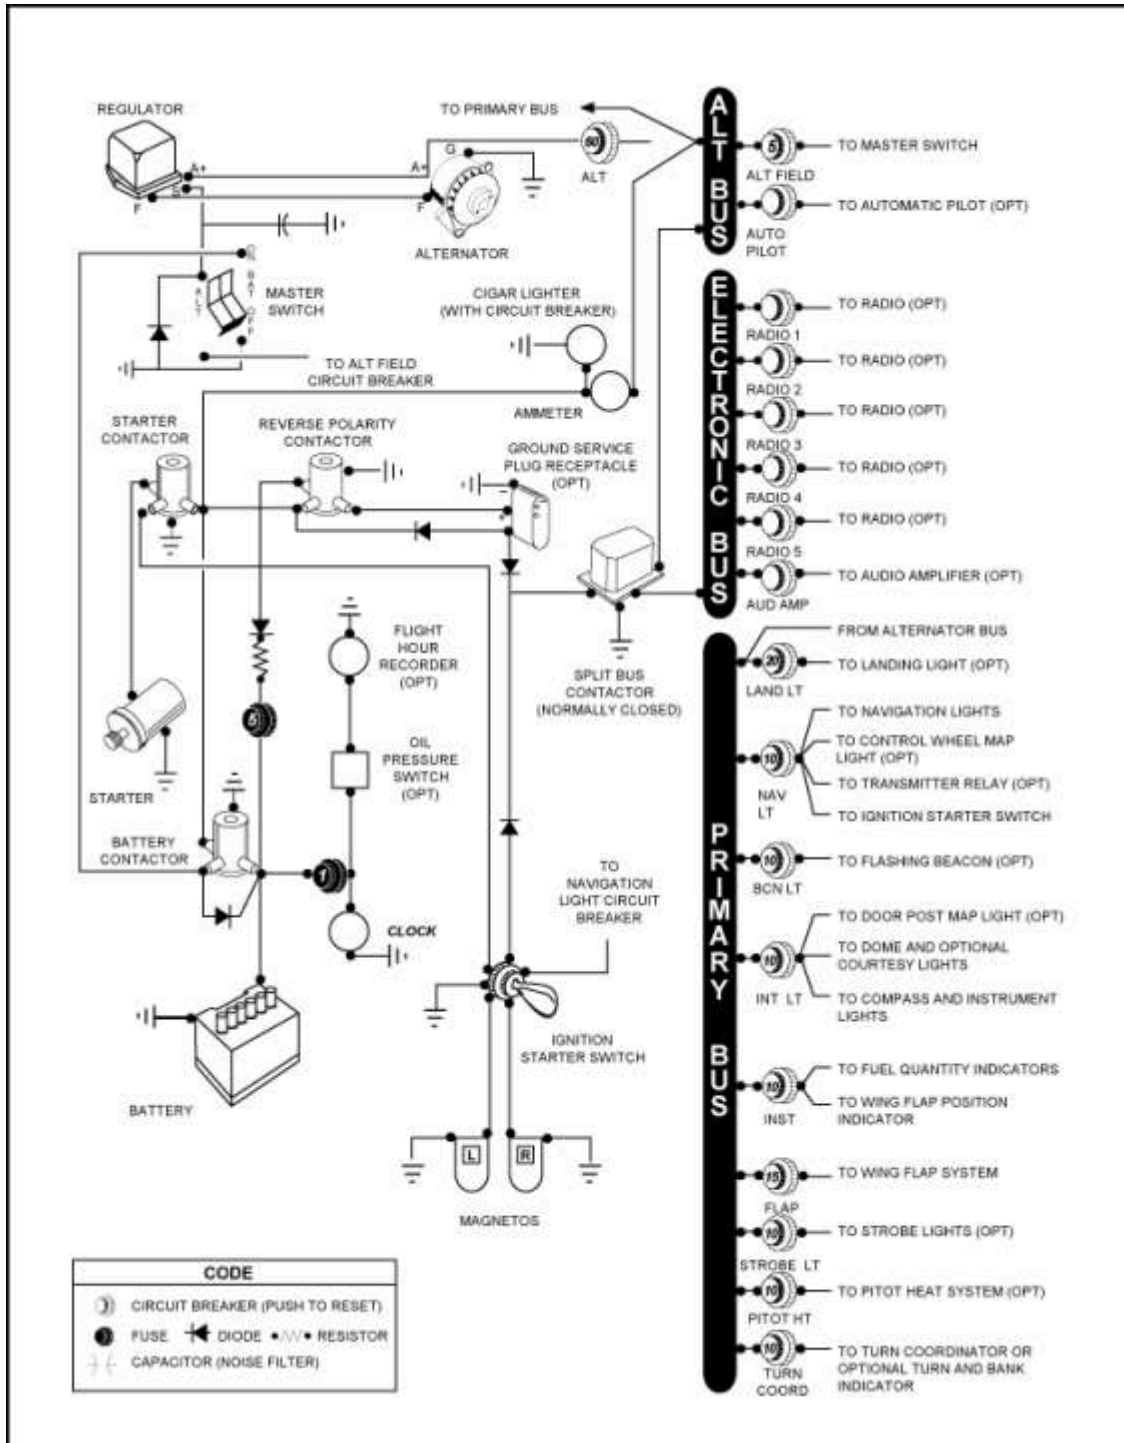 REGULATOR
A+
S
F
A+
F
G
ALTERNATOR
TO PRIMARY BUS
60
ALT
ALT BUS
5
ALT FIELD
TO MASTER SWITCH
AUTO
PILOT
TO AUTOMATIC PILOT (OPT)
ON
BAT
ALT
OFF
MASTER
SWITCH
CIGAR LIGHTER
(WITH CIRCUIT BREAKER)
TO ALT FIELD
CIRCUIT BREAKER
AMMETER
ELECTRONIC BUS
TO RADIO (OPT)
RADIO 1
TO RADIO (OPT)
RADIO 2
TO RADIO (OPT)
RADIO 3
TO RADIO (OPT)
RADIO 4
TO RADIO (OPT)
RADIO 5
TO AUDIO AMPLIFIER (OPT)
AUD AMP
STARTER
CONTACTOR
REVERSE POLARITY
CONTACTOR
GROUND SERVICE
PLUG RECEPTACLE
(OPT)
−
+
FLIGHT
HOUR
RECORDER
(OPT)
SPLIT BUS
CONTACTOR
(NORMALLY CLOSED)
5
OIL
PRESSURE
SWITCH
(OPT)
STARTER
BATTERY
CONTACTOR
1
CLOCK
TO
NAVIGATION
LIGHT CIRCUIT
BREAKER
IGNITION
STARTER SWITCH
BATTERY
L
R
MAGNETOS
PRIMARY BUS
FROM ALTERNATOR BUS
20
TO LANDING LIGHT (OPT)
LAND LT
TO NAVIGATION LIGHTS
TO CONTROL WHEEL MAP
LIGHT (OPT)
10
TO TRANSMITTER RELAY (OPT)
NAV
LT
TO IGNITION STARTER SWITCH
10
TO FLASHING BEACON (OPT)
BCN LT
TO DOOR POST MAP LIGHT (OPT)
10
TO DOME AND OPTIONAL
COURTESY LIGHTS
INT LT
TO COMPASS AND INSTRUMENT
LIGHTS
TO FUEL QUANTITY INDICATORS
10
TO WING FLAP POSITION
INDICATOR
INST
15
TO WING FLAP SYSTEM
FLAP
10
TO STROBE LIGHTS (OPT)
STROBE LT
10
TO PITOT HEAT SYSTEM (OPT)
PITOT HT
10
TO TURN COORDINATOR OR
OPTIONAL TURN AND BANK
INDICATOR
TURN
COORD
CODE
CIRCUIT BREAKER (PUSH TO RESET)
FUSE DIODE RESISTOR
CAPACITOR (NOISE FILTER)